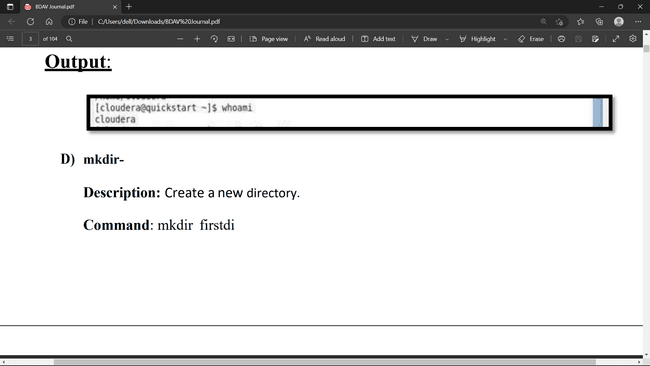 BDAV Journal.pdf
File | C:/Users/dell/Downloads/BDAV%20Journal.pdf
3 of 104 Page view Read aloud Add text Draw Highlight Erase
Output:
[cloudera@quickstart ~]$ whoami
cloudera
D) mkdir-
Description: Create a new directory.
Command: mkdir firstdi